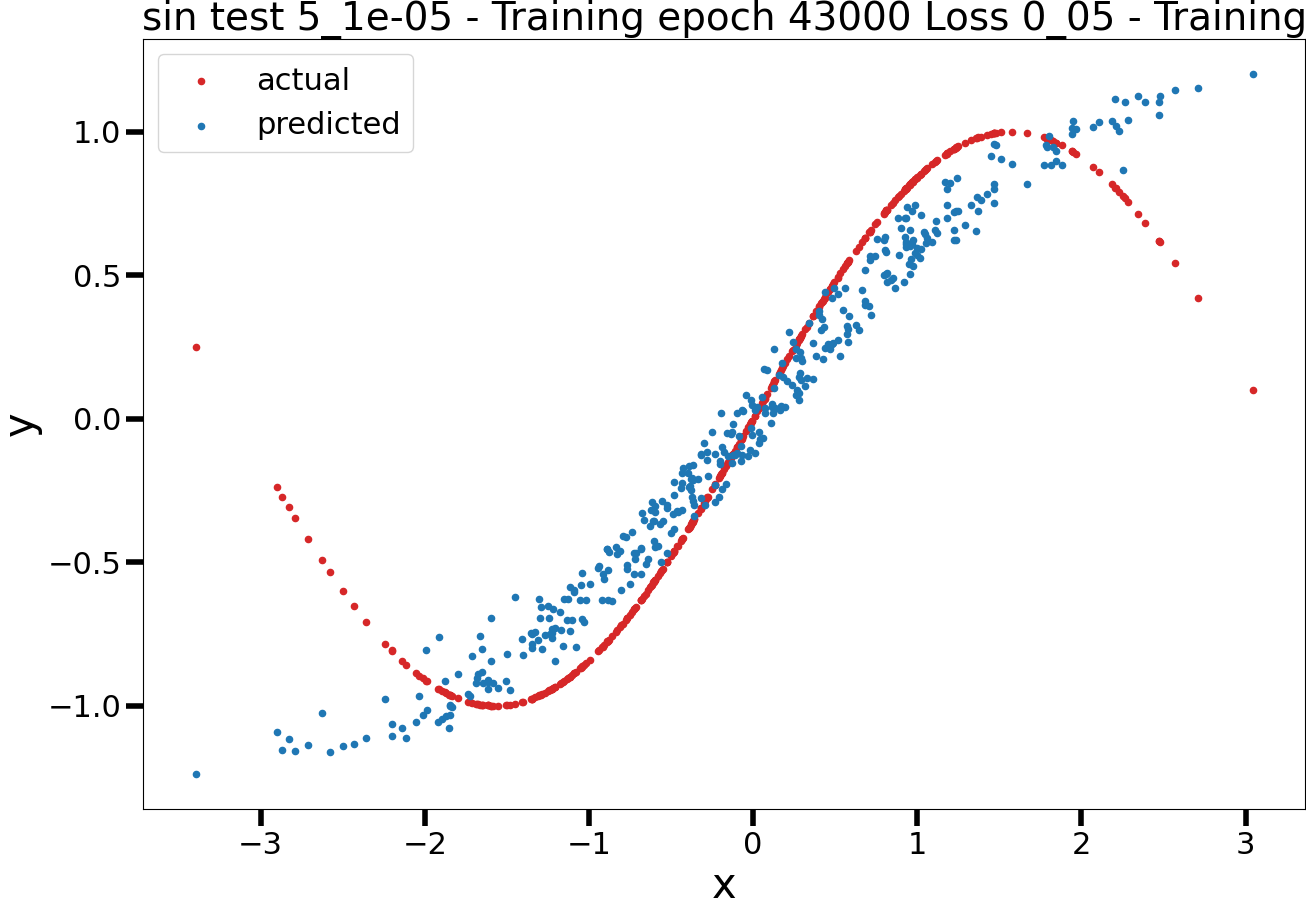 sin test 5_1e-05 - Training epoch 43000 Loss 0_05 - Training
actual
predicted
1.0
0.5
0.0
−0.5
−1.0
y
−3 −2 −1 0 1 2 3
x